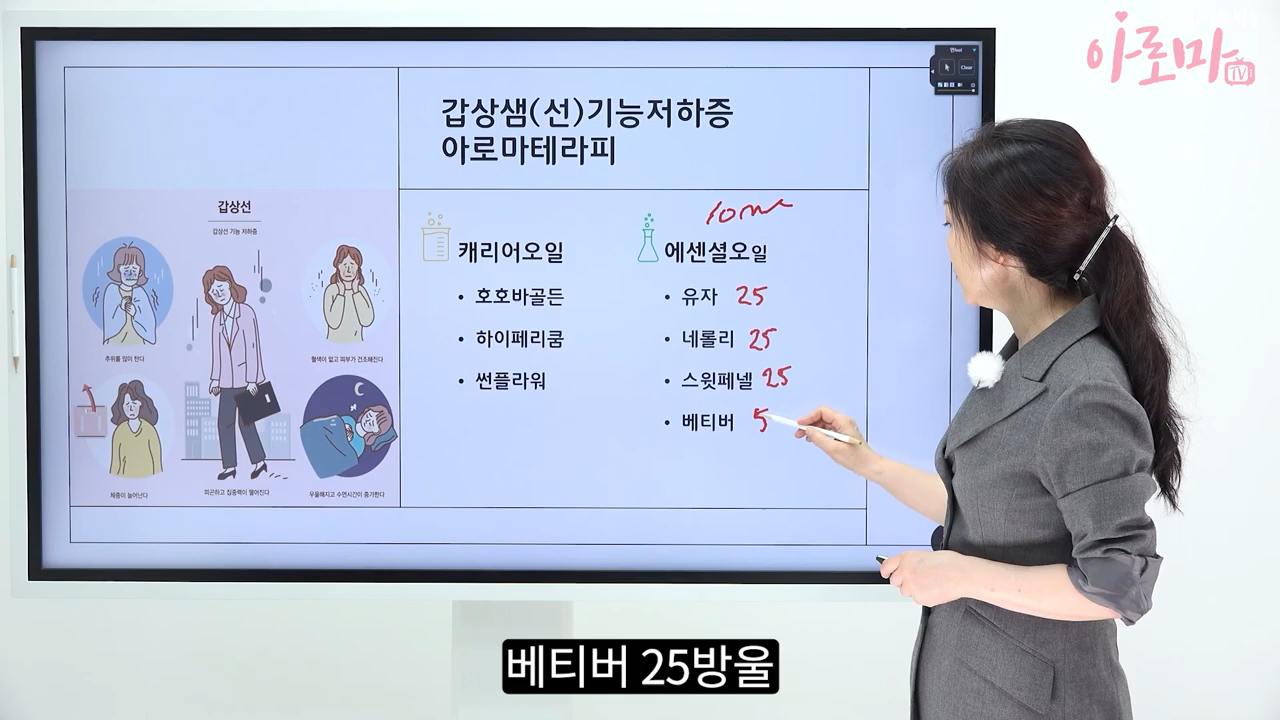 아로마
TV
Clear
갑상샘(선)기능저하증
아로마테라피
갑상선
갑상선 기능 저하증
추위를 많이 탄다
혈색이 없고 피부가 건조해진다
체중이 늘어난다
피곤하고 집중력이 떨어진다
우울해지고 수면시간이 증가한다
캐리어오일
• 호호바골든
• 하이페리쿰
• 썬플라워
10ml
에센셜오일
• 유자 25
• 네롤리 25
• 스윗페넬 25
• 베티버 5
베티버 25방울